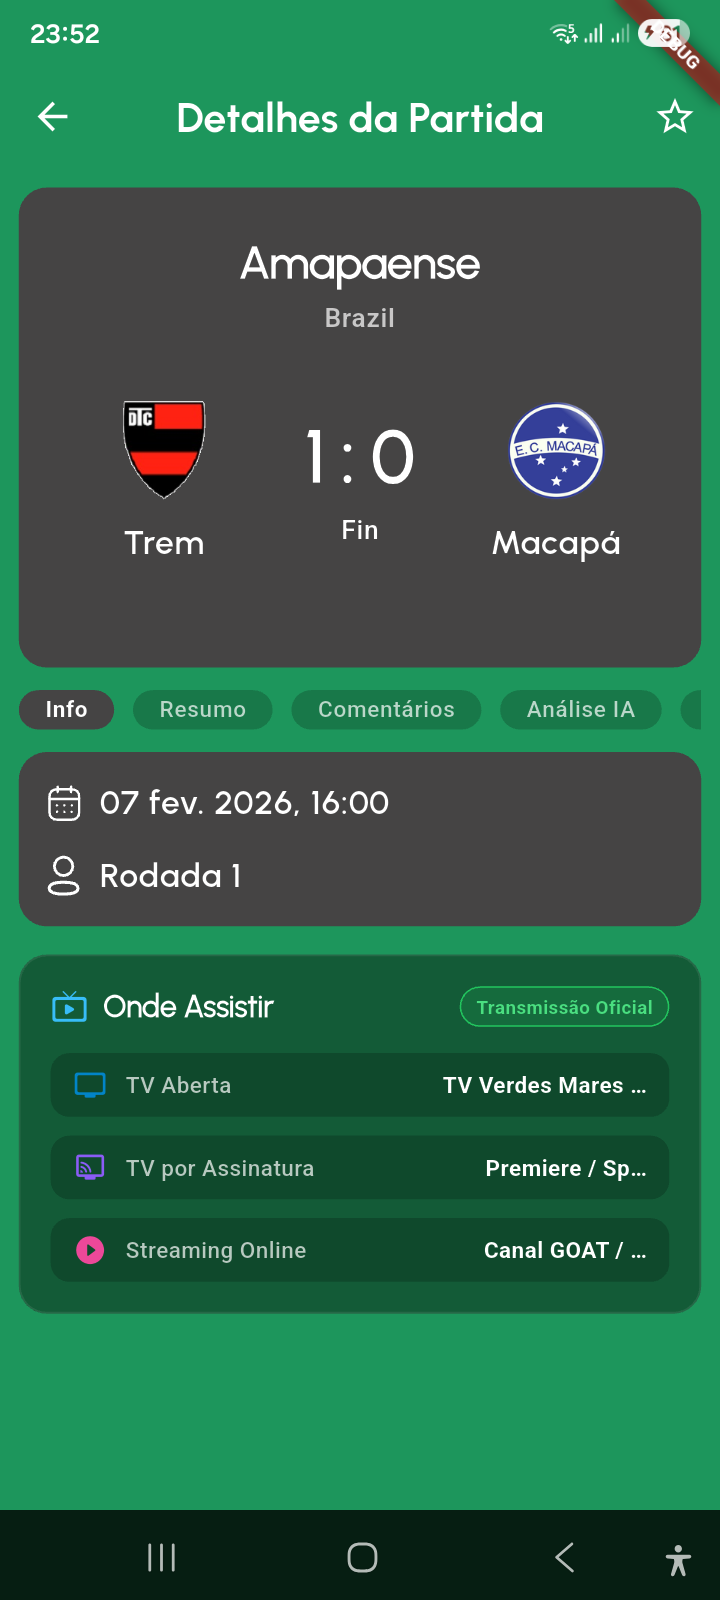 23:52
Detalhes da Partida
Amapaense
Brazil
DTC
E. C. MACAPÁ
1 : 0
Fin
Trem
Macapá
Info
Resumo
Comentários
Análise IA
07 fev. 2026, 16:00
Rodada 1
Onde Assistir
Transmissão Oficial
TV Aberta
TV Verdes Mares ...
TV por Assinatura
Premiere / Sp...
Streaming Online
Canal GOAT / ...